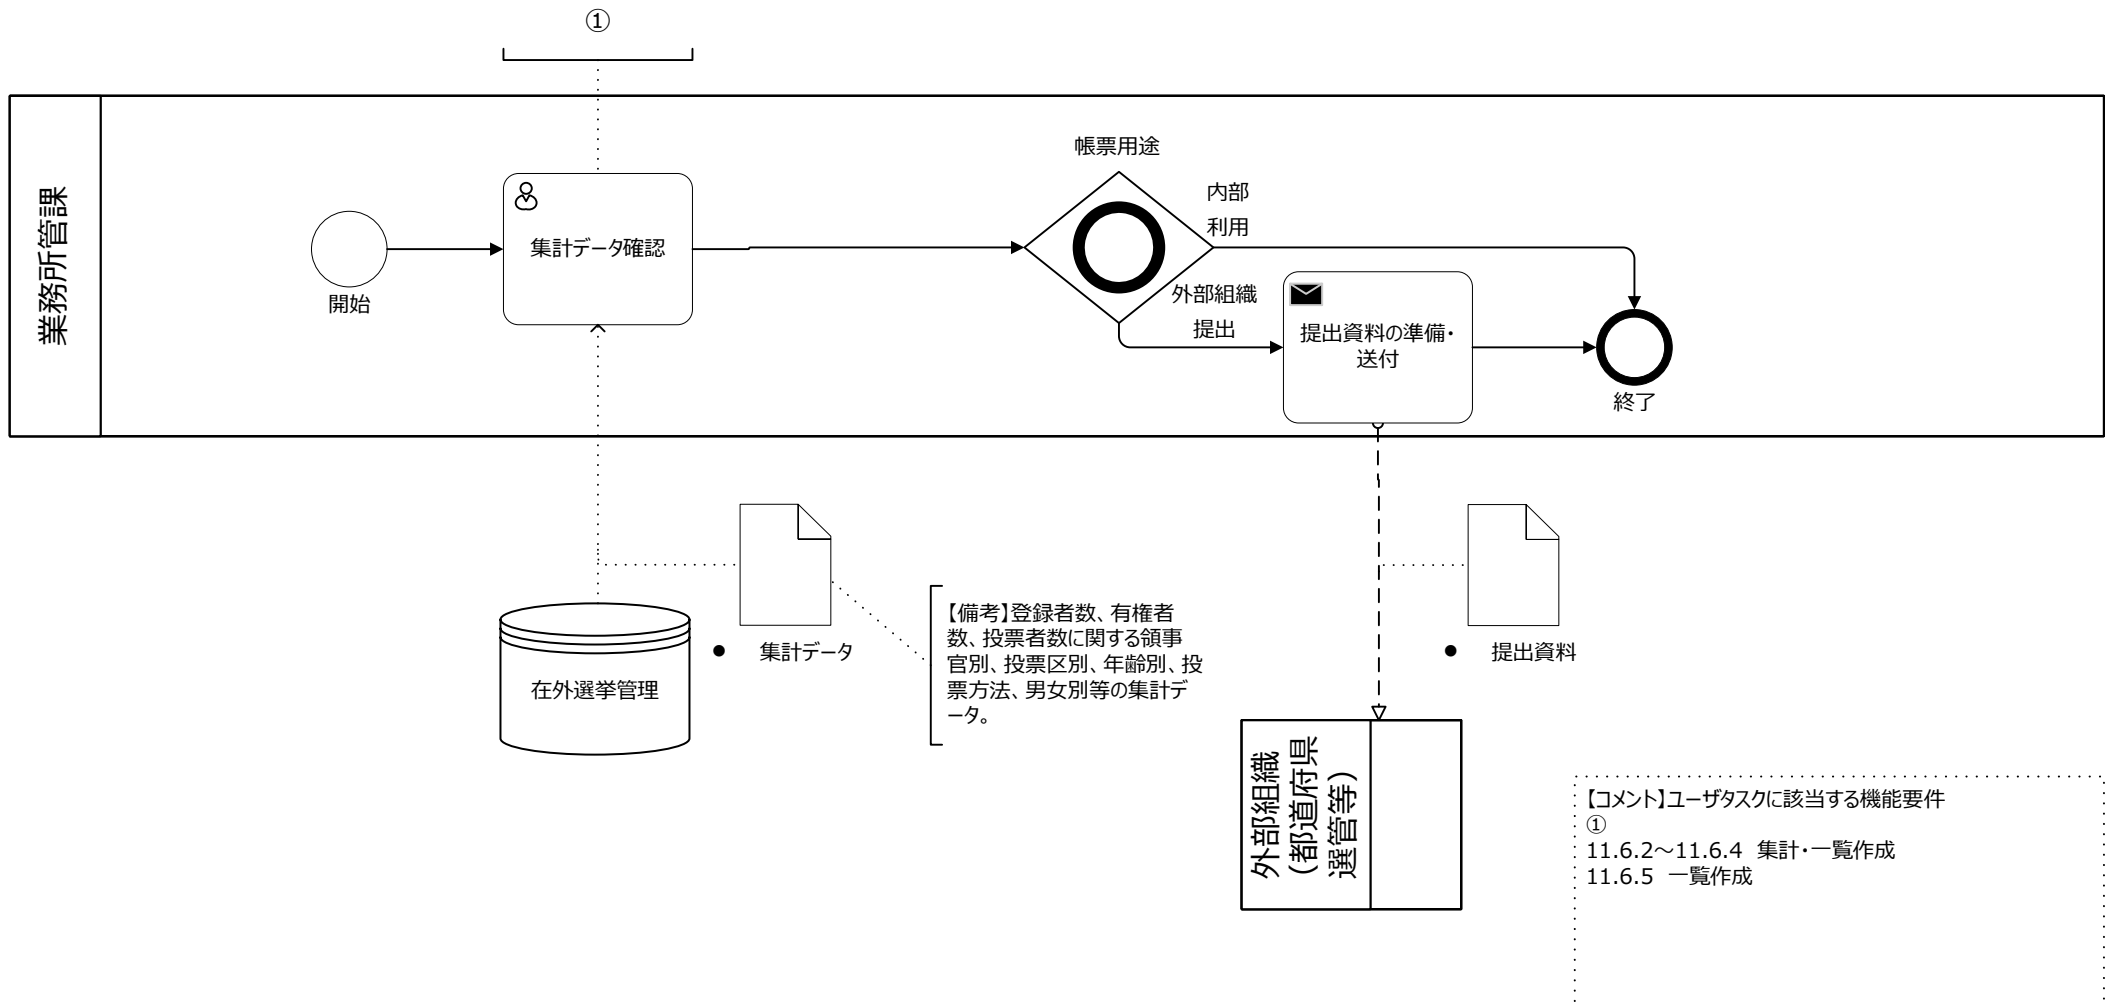 ①
業務所管課
開始
集計データ確認
帳票用途
内部
利用
外部組織
提出
提出資料の準備・
送付
終了
在外選挙管理
● 集計データ
【備考】登録者数、有権者
数、投票者数に関する領事
官別、投票区別、年齢別、投
票方法、男女別等の集計デ
ータ。
● 提出資料
外部組織
(都道府県
選管等)
【コメント】ユーザタスクに該当する機能要件
①
11.6.2～11.6.4 集計・一覧作成
11.6.5 一覧作成